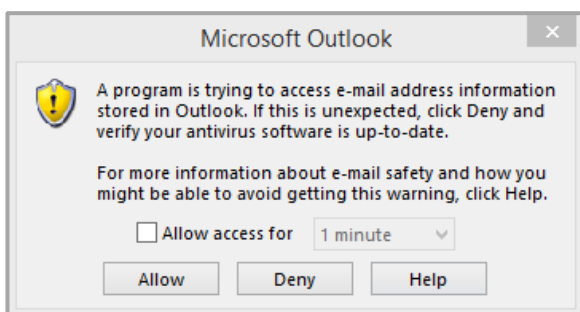 Microsoft Outlook
A program is trying to access e-mail address information
stored in Outlook. If this is unexpected, click Deny and
verify your antivirus software is up-to-date.
For more information about e-mail safety and how you
might be able to avoid getting this warning, click Help.
Allow access for 1 minute
Allow Deny Help